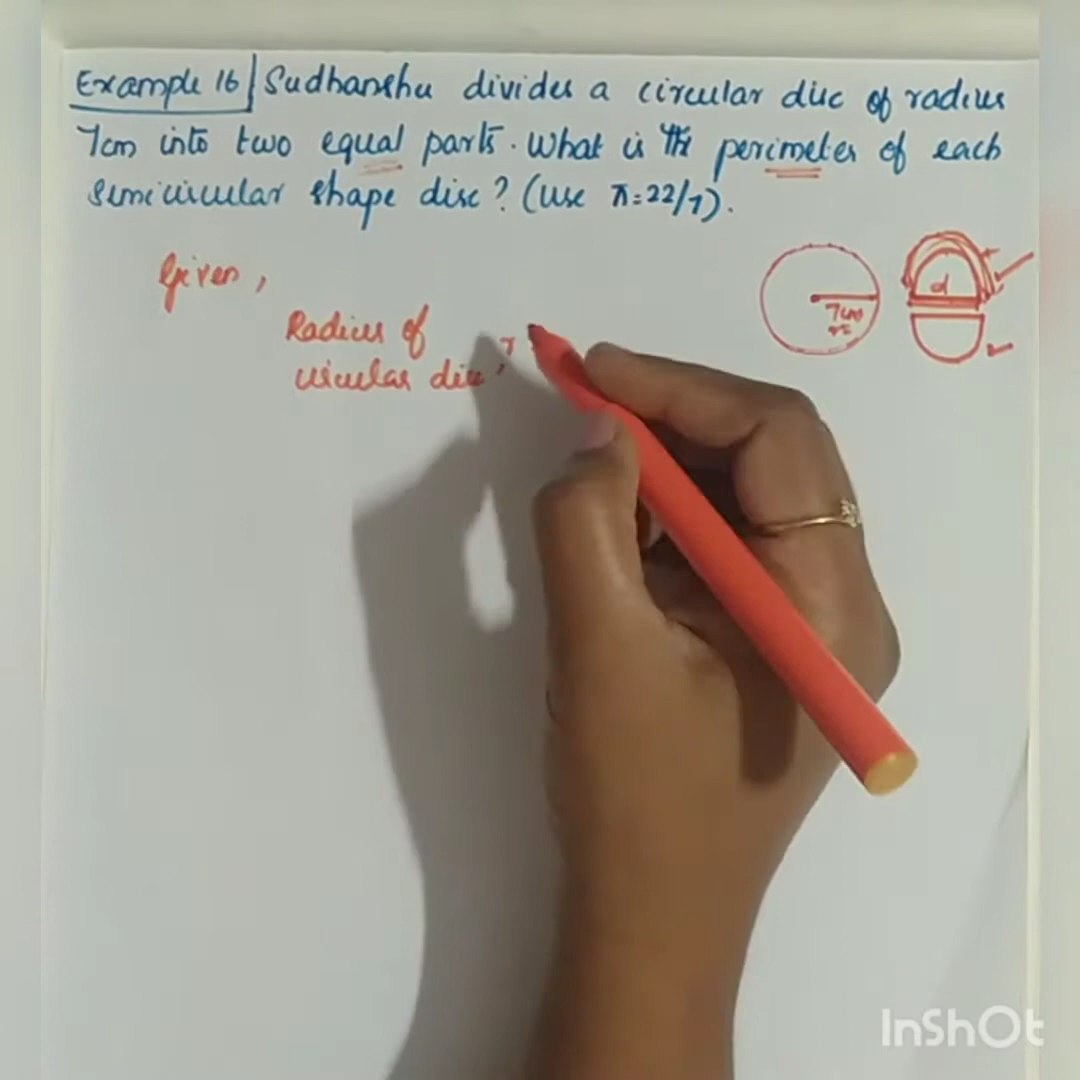 Example 16 Sudhanshu divides a circular disc of radius
7cm into two equal parts. What is the perimeter of each
semicircular shape disc? (Use π=22/7).
Given,
Radius of
circular disc, r
7cm
d
InShOt